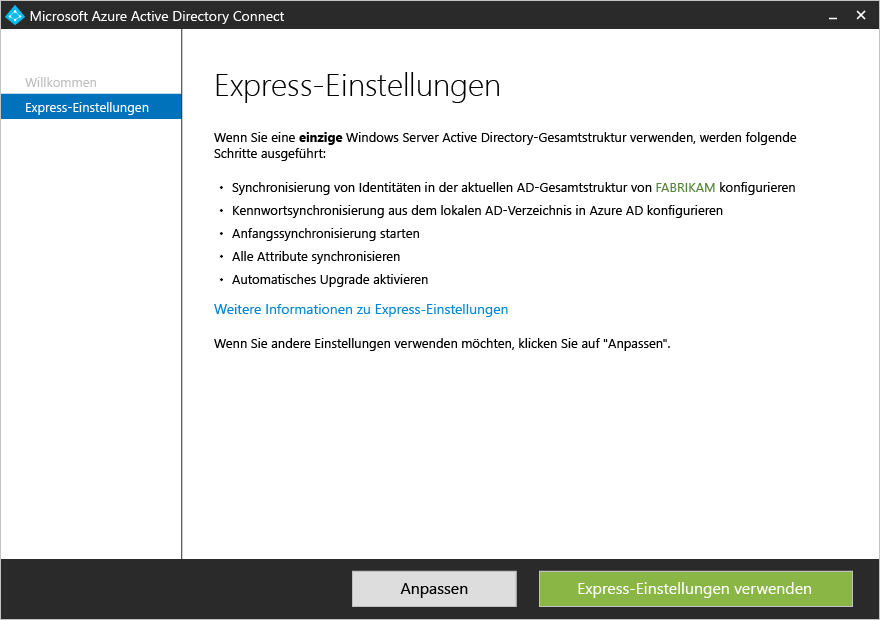 Microsoft Azure Active Directory Connect
Willkommen
Express-Einstellungen
Express-Einstellungen
Wenn Sie eine einzige Windows Server Active Directory-Gesamtstruktur verwenden, werden folgende
Schritte ausgeführt:
• Synchronisierung von Identitäten in der aktuellen AD-Gesamtstruktur von FABRIKAM konfigurieren
• Kennwortsynchronisierung aus dem lokalen AD-Verzeichnis in Azure AD konfigurieren
• Anfangssynchronisierung starten
• Alle Attribute synchronisieren
• Automatisches Upgrade aktivieren
Weitere Informationen zu Express-Einstellungen
Wenn Sie andere Einstellungen verwenden möchten, klicken Sie auf "Anpassen".
Anpassen
Express-Einstellungen verwenden